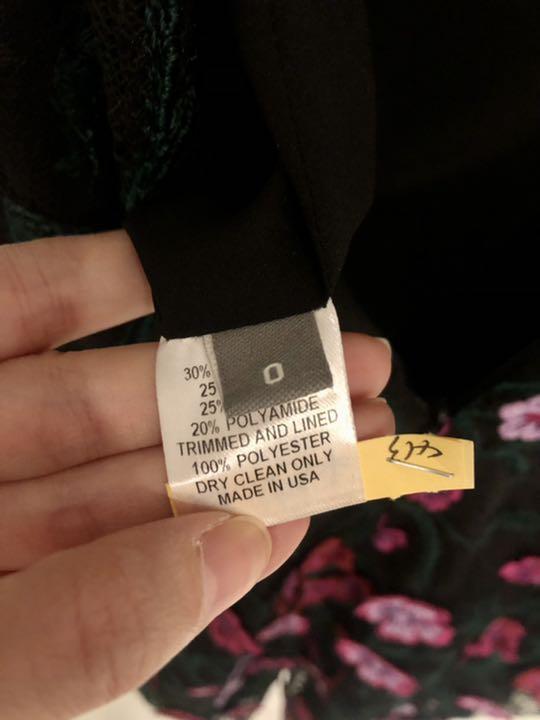 0
30%
25
25%
20% POLYAMIDE
TRIMMED AND LINED
100% POLYESTER
DRY CLEAN ONLY
MADE IN USA